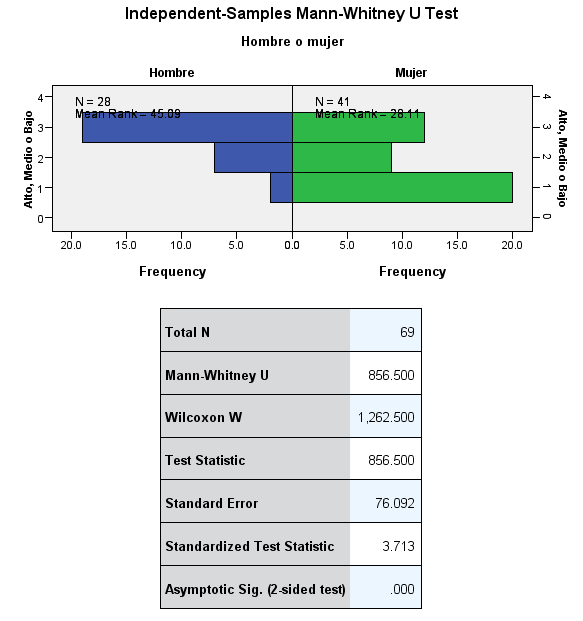 Independent-Samples Mann-Whitney U Test
Hombre o mujer
Hombre
Mujer
N = 28
Mean Rank = 45.09
N = 41
Mean Rank = 28.11
Alto, Medio o Bajo
4
3
2
1
0
4
3
2
1
0
Alto, Medio o Bajo
20.0 15.0 10.0 5.0 0.0 0.0 5.0 10.0 15.0 20.0
Frequency
Frequency
Total N 69
Mann-Whitney U 856.500
Wilcoxon W 1,262.500
Test Statistic 856.500
Standard Error 76.092
Standardized Test Statistic 3.713
Asymptotic Sig. (2-sided test) .000